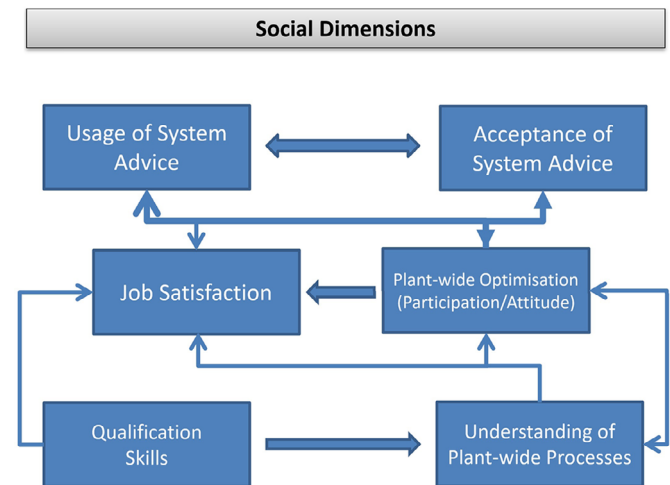 Social Dimensions
Usage of System
Advice
Acceptance of
System Advice
Job Satisfaction
Plant-wide Optimisation
(Participation/Attitude)
Qualification
Skills
Understanding of
Plant-wide Processes